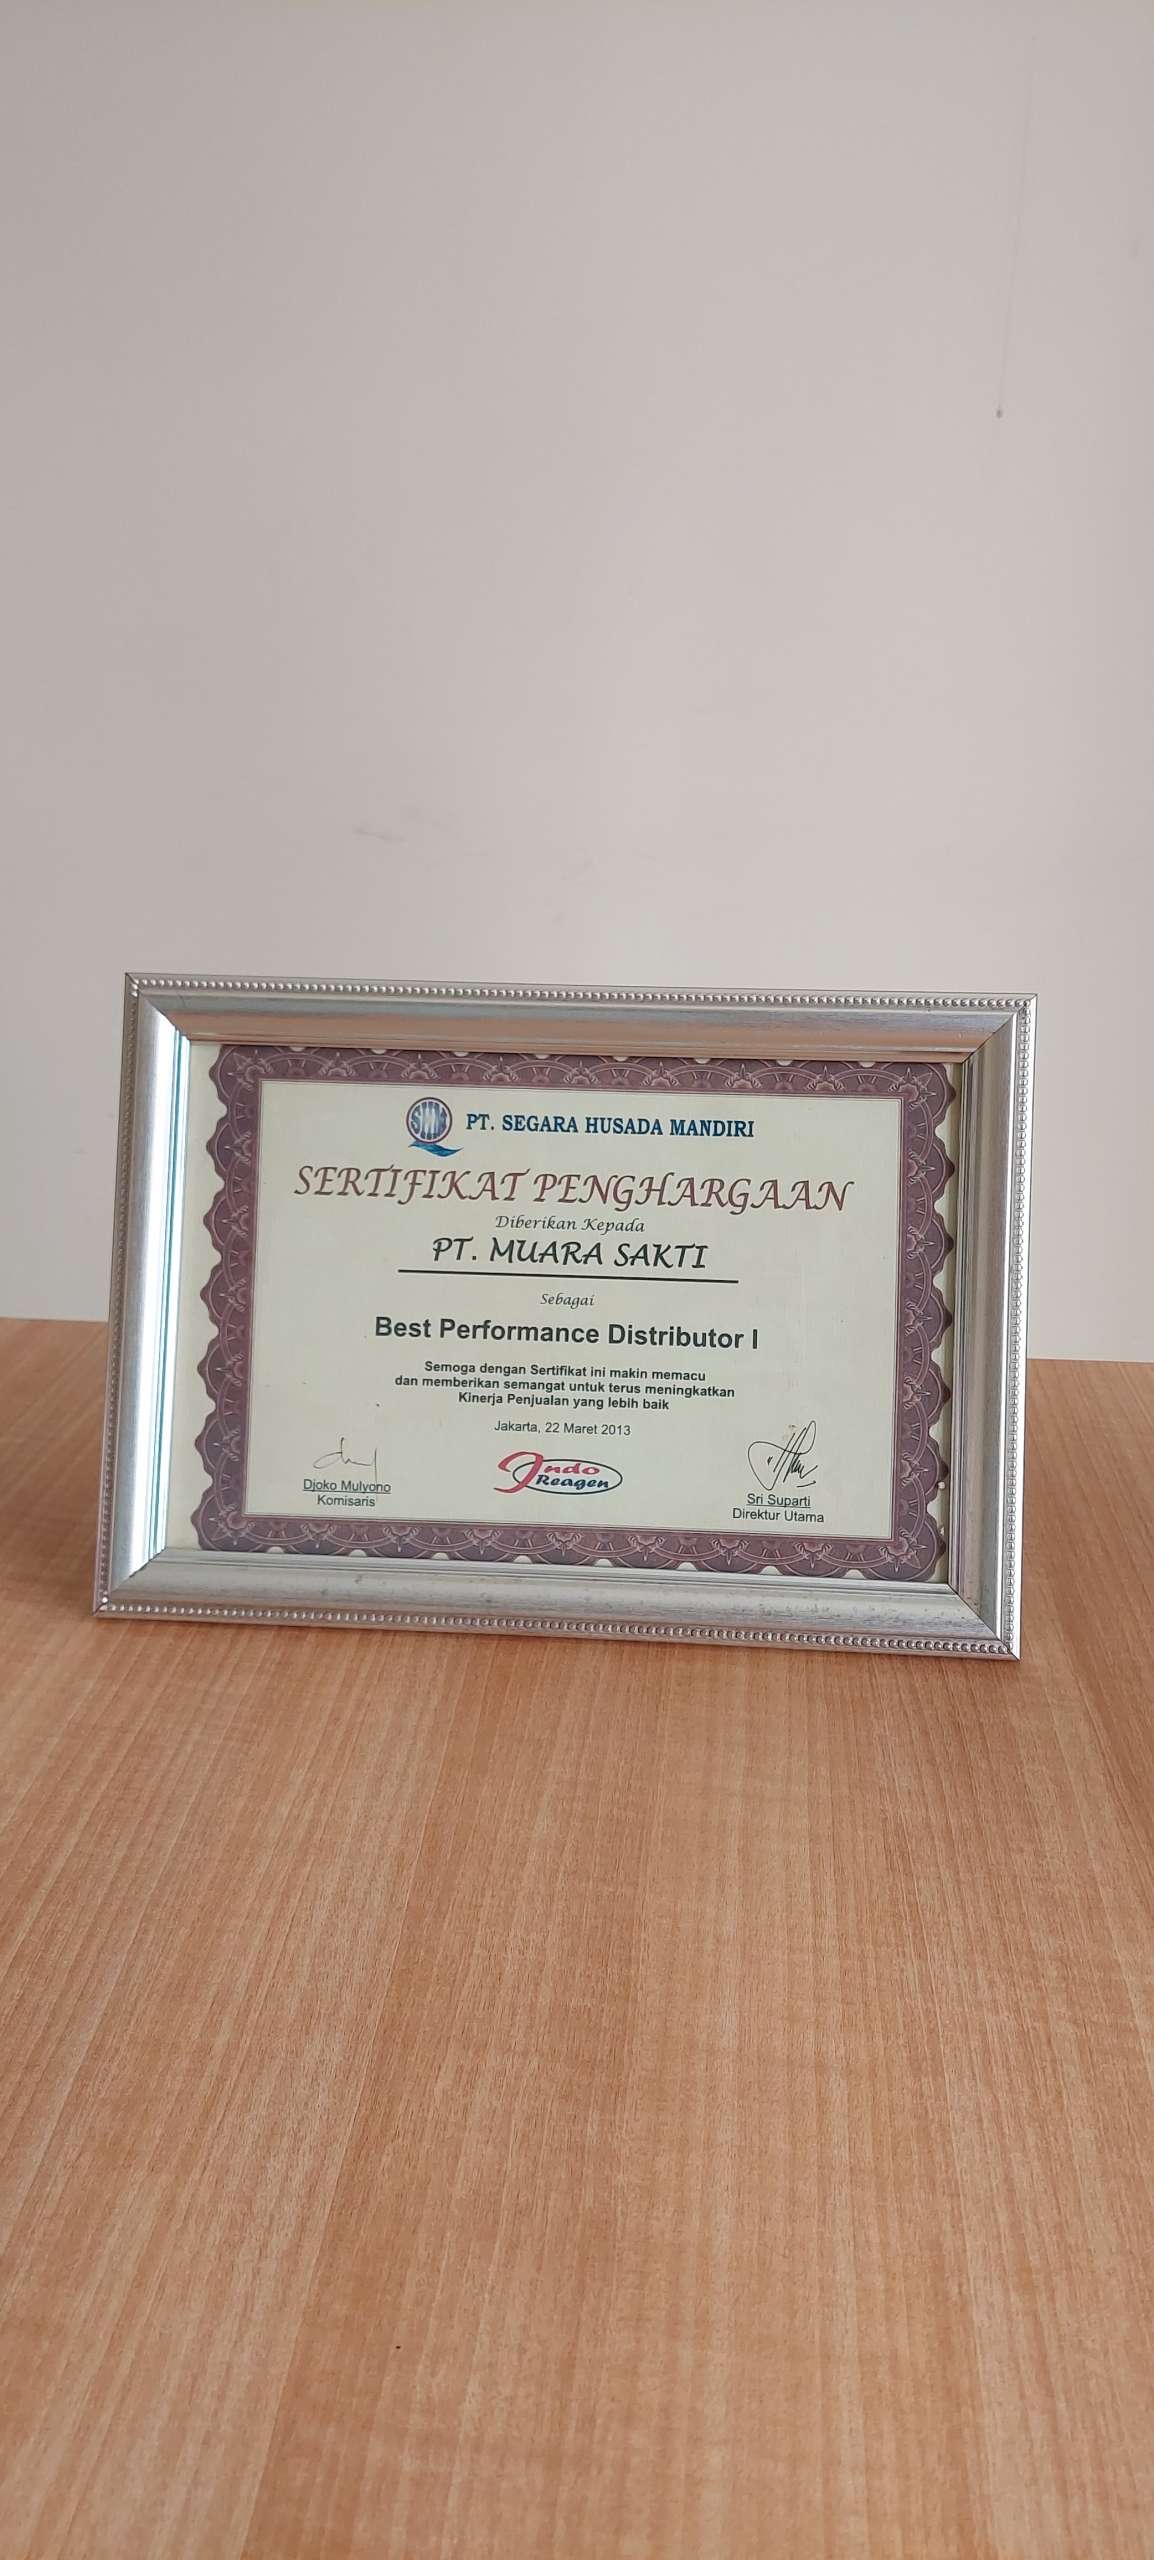 SHM PT. SEGARA HUSADA MANDIRI
SERTIFIKAT PENGHARGAAN
Diberikan Kepada
PT. MUARA SAKTI
Sebagai
Best Performance Distributor I
Semoga dengan Sertifikat ini makin memacu
dan memberikan semangat untuk terus meningkatkan
Kinerja Penjualan yang lebih baik
Jakarta, 22 Maret 2013
Indo
Reagen
Djoko Mulyono
Komisaris
Sri Suparti
Direktur Utama